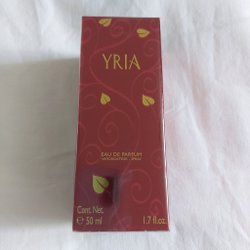 YRIA
EAU DE PARFUM
VAPORISATEUR - SPRAY
Cont. Net.
℮ 50 ml
1.7 fl.oz.